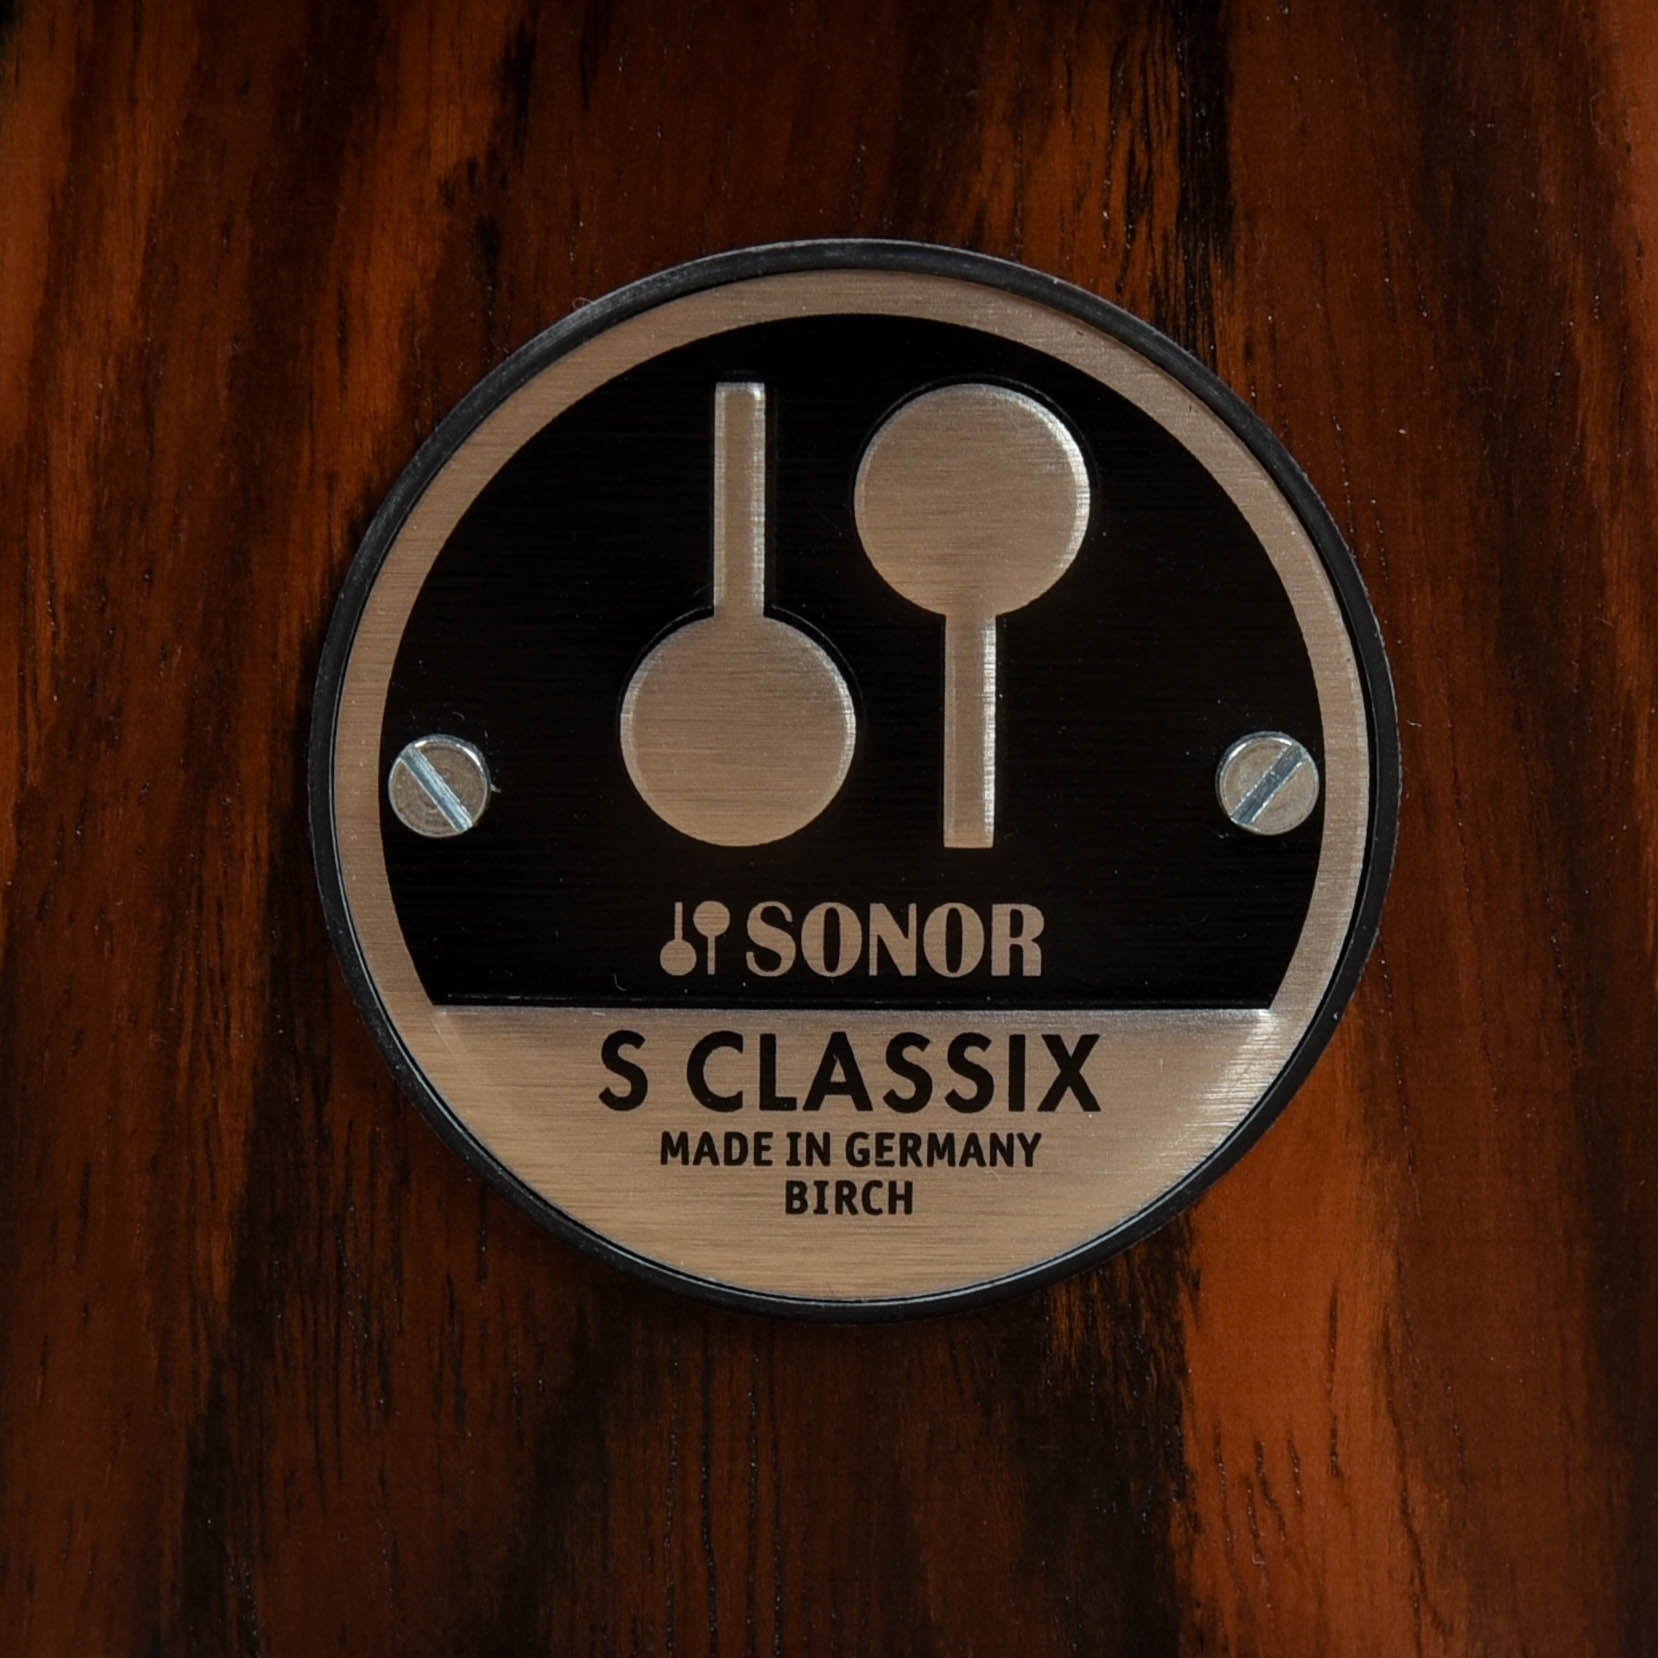 SONOR
S CLASSIX
MADE IN GERMANY
BIRCH